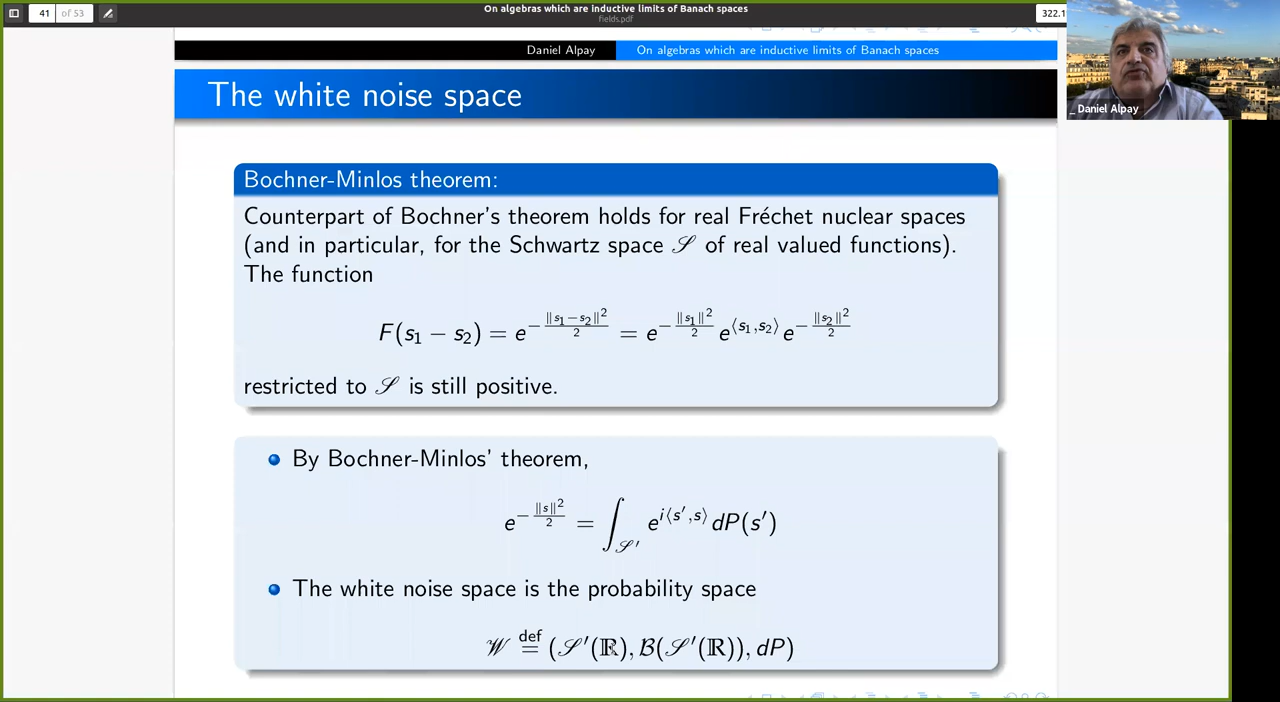 41 of 53
On algebras which are inductive limits of Banach spaces
fields.pdf
322.1
Daniel Alpay On algebras which are inductive limits of Banach spaces
_ Daniel Alpay
The white noise space
Bochner-Minlos theorem:
Counterpart of Bochner's theorem holds for real Fréchet nuclear spaces
(and in particular, for the Schwartz space 𝒮 of real valued functions).
The function
F(s₁ − s₂) = e^{−‖s₁−s₂‖²/2} = e^{−‖s₁‖²/2} e^{⟨s₁,s₂⟩} e^{−‖s₂‖²/2}
restricted to 𝒮 is still positive.
By Bochner-Minlos' theorem,
e^{−‖s‖²/2} = ∫_{𝒮′} e^{i⟨s′,s⟩} dP(s′)
The white noise space is the probability space
𝒲 def= (𝒮′(ℝ), ℬ(𝒮′(ℝ)), dP)